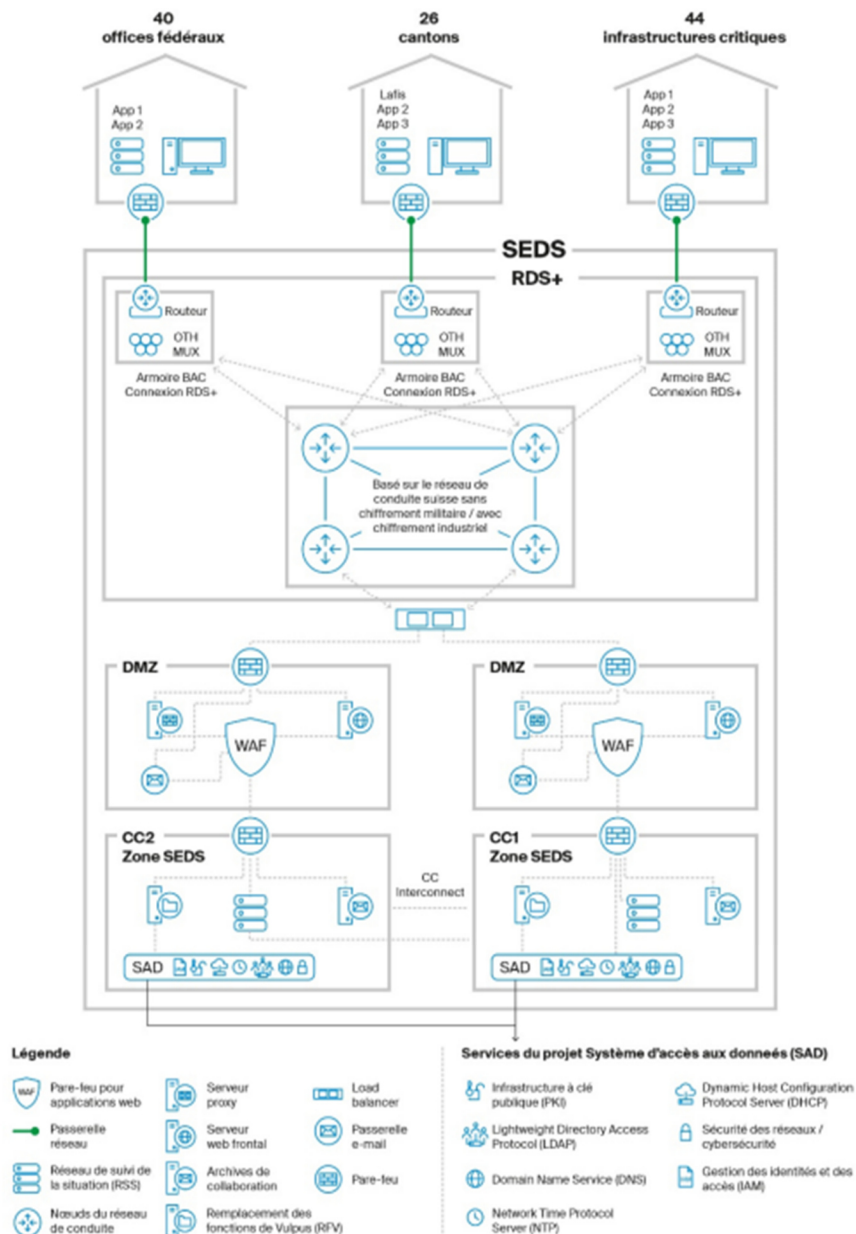 40
offices fédéraux
26
cantons
44
infrastructures critiques
App 1
App 2
Lafis
App 2
App 3
App 1
App 2
App 3
SEDS
RDS+
Routeur
OTH
MUX
Routeur
OTH
MUX
Routeur
OTH
MUX
Armoire BAC
Connexion RDS+
Armoire BAC
Connexion RDS+
Armoire BAC
Connexion RDS+
Basé sur le réseau de
conduite suisse sans
chiffrement militaire / avec
chiffrement industriel
DMZ
WAF
DMZ
WAF
CC2
Zone SEDS
CC
Interconnect
CC1
Zone SEDS
SAD
SAD
Légende
WAF
Pare-feu pour
applications web
Passerelle
réseau
Réseau de suivi de
la situation (RSS)
Nœuds du réseau
de conduite
Serveur
proxy
Serveur
web frontal
Archives de
collaboration
Remplacement des
fonctions de Vulpus (RFV)
Load
balancer
Passerelle
e-mail
Pare-feu
Services du projet Système d'accès aux donneés (SAD)
Infrastructure à clé
publique (PKI)
Lightweight Directory Access
Protocol (LDAP)
Domain Name Service (DNS)
Network Time Protocol
Server (NTP)
Dynamic Host Configuration
Protocol Server (DHCP)
Sécurité des réseaux /
cybersécurité
Gestion des identités et des
accès (IAM)